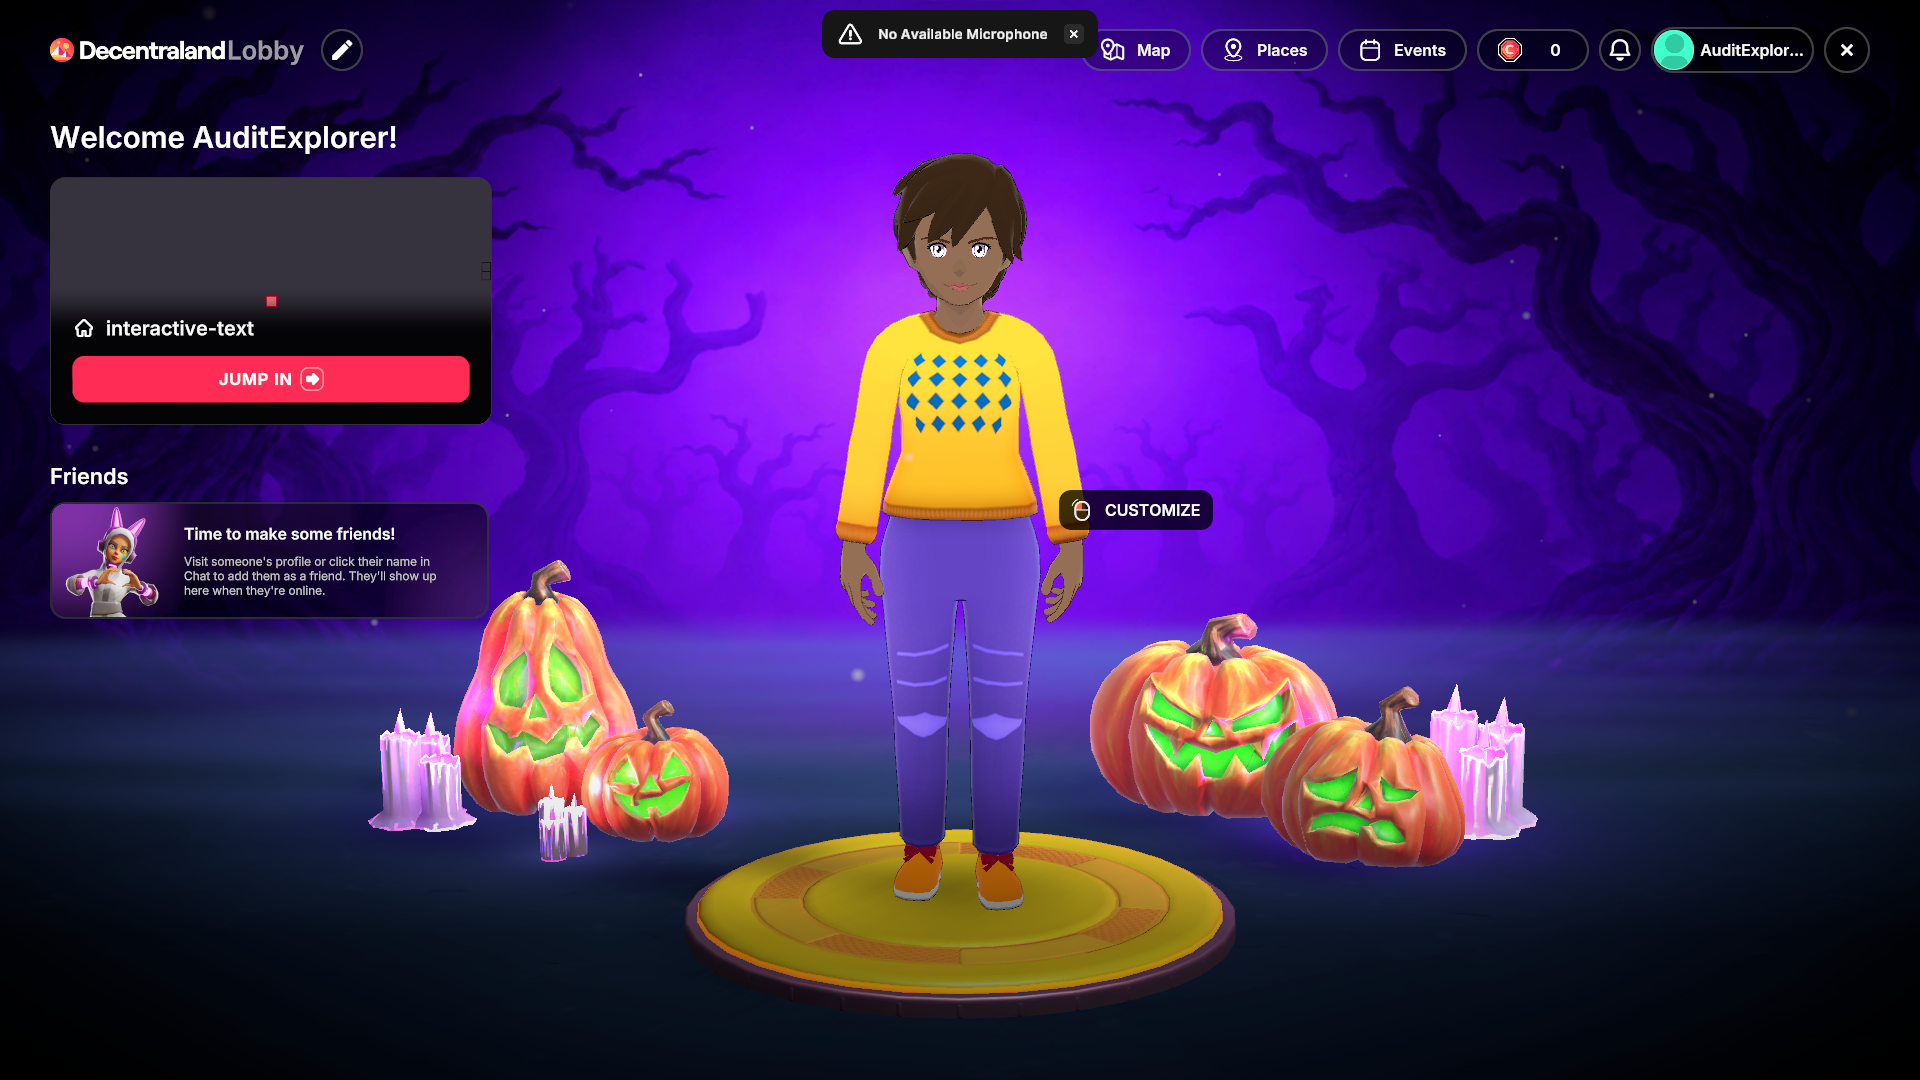 Decentraland Lobby
No Available Microphone
Map
Places
Events
0
AuditExplor...
Welcome AuditExplorer!
interactive-text
JUMP IN
Friends
Time to make some friends!
Visit someone's profile or click their name in
Chat to add them as a friend. They'll show up
here when they're online.
CUSTOMIZE